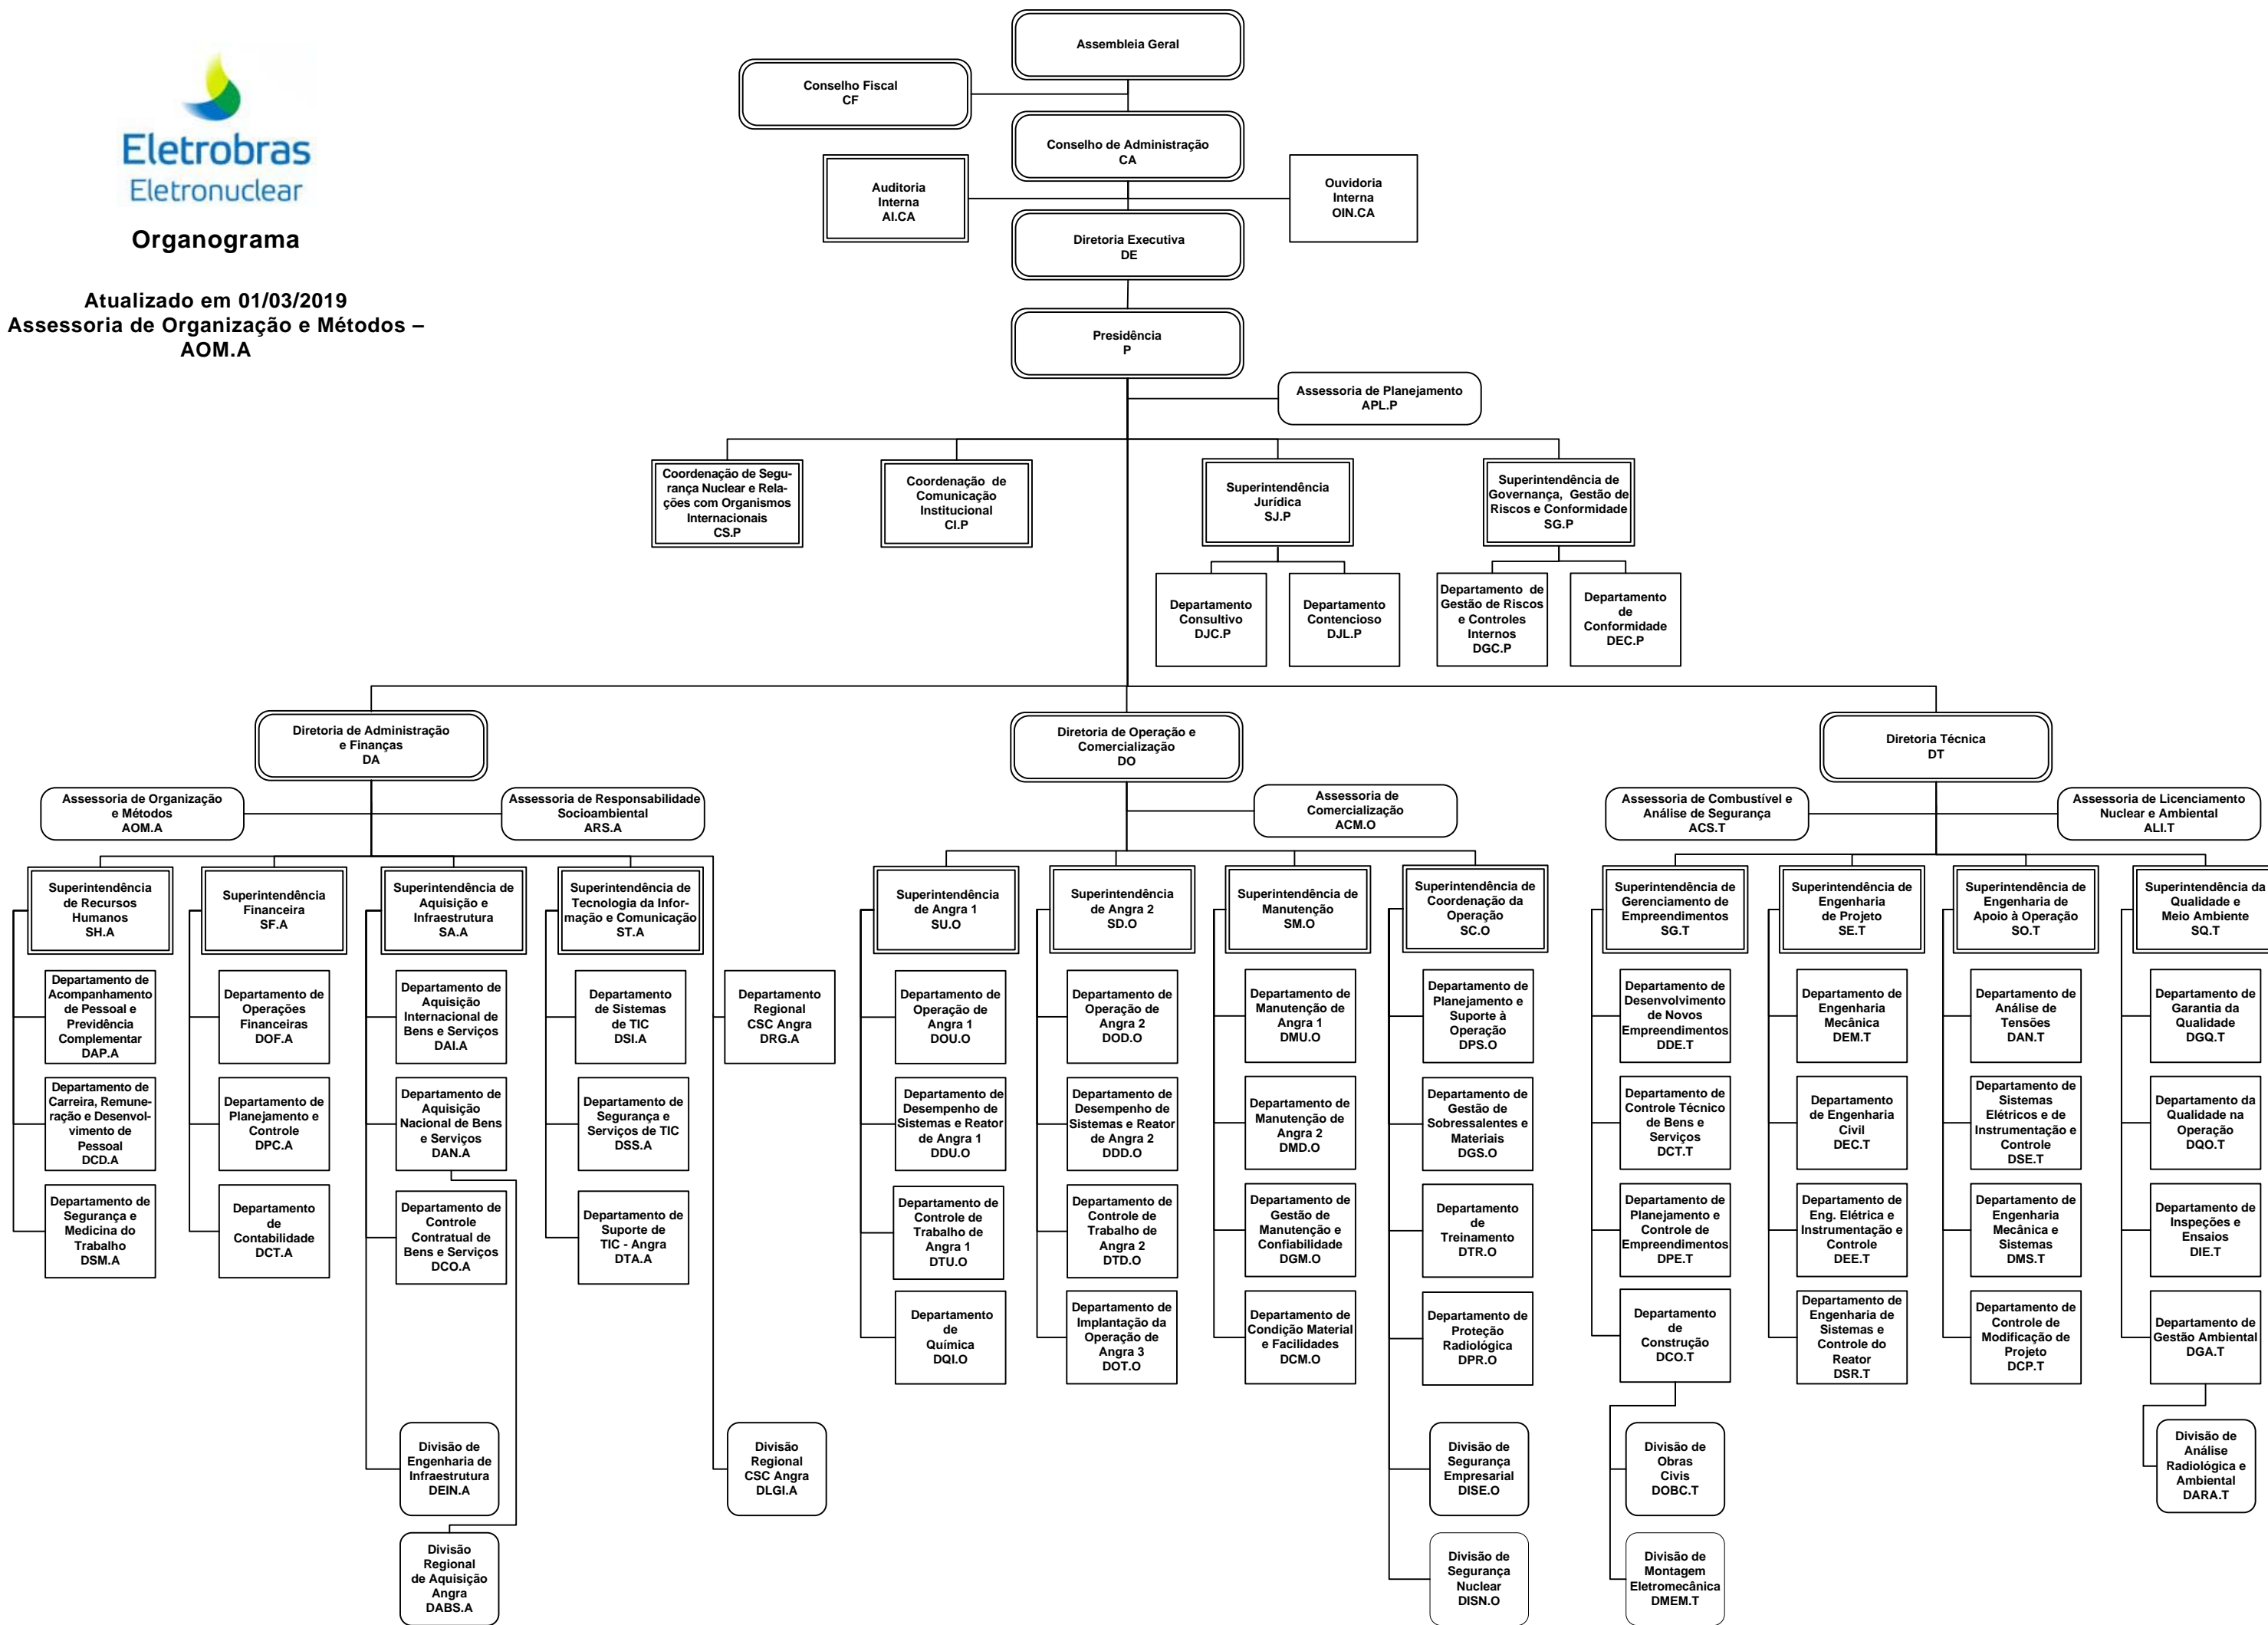 Eletrobras
Eletronuclear
Organograma
Atualizado em 01/03/2019
Assessoria de Organização e Métodos –
AOM.A
Assembleia Geral
Conselho Fiscal
CF
Conselho de Administração
CA
Auditoria
Interna
AI.CA
Ouvidoria
Interna
OIN.CA
Diretoria Executiva
DE
Presidência
P
Assessoria de Planejamento
APL.P
Coordenação de Segu-
rança Nuclear e Rela-
ções com Organismos
Internacionais
CS.P
Coordenação de
Comunicação
Institucional
CI.P
Superintendência
Jurídica
SJ.P
Superintendência de
Governança, Gestão de
Riscos e Conformidade
SG.P
Departamento
Consultivo
DJC.P
Departamento
Contencioso
DJL.P
Departamento de
Gestão de Riscos
e Controles
Internos
DGC.P
Departamento
de
Conformidade
DEC.P
Diretoria de Administração
e Finanças
DA
Diretoria de Operação e
Comercialização
DO
Diretoria Técnica
DT
Assessoria de Organização
e Métodos
AOM.A
Assessoria de Responsabilidade
Socioambiental
ARS.A
Assessoria de
Comercialização
ACM.O
Assessoria de Combustível e
Análise de Segurança
ACS.T
Assessoria de Licenciamento
Nuclear e Ambiental
ALI.T
Superintendência
de Recursos
Humanos
SH.A
Superintendência
Financeira
SF.A
Superintendência de
Aquisição e
Infraestrutura
SA.A
Superintendência de
Tecnologia da Infor-
mação e Comunicação
ST.A
Superintendência
de Angra 1
SU.O
Superintendência
de Angra 2
SD.O
Superintendência de
Manutenção
SM.O
Superintendência de
Coordenação da
Operação
SC.O
Superintendência de
Gerenciamento de
Empreendimentos
SG.T
Superintendência de
Engenharia
de Projeto
SE.T
Superintendência de
Engenharia de
Apoio à Operação
SO.T
Superintendência da
Qualidade e
Meio Ambiente
SQ.T
Departamento de
Acompanhamento
de Pessoal e
Previdência
Complementar
DAP.A
Departamento de
Operações
Financeiras
DOF.A
Departamento de
Aquisição
Internacional de
Bens e Serviços
DAI.A
Departamento
de Sistemas
de TIC
DSI.A
Departamento
Regional
CSC Angra
DRG.A
Departamento de
Operação de
Angra 1
DOU.O
Departamento de
Operação de
Angra 2
DOD.O
Departamento de
Manutenção de
Angra 1
DMU.O
Departamento de
Planejamento e
Suporte à
Operação
DPS.O
Departamento de
Desenvolvimento
de Novos
Empreendimentos
DDE.T
Departamento de
Engenharia
Mecânica
DEM.T
Departamento de
Análise de
Tensões
DAN.T
Departamento de
Garantia da
Qualidade
DGQ.T
Departamento de
Carreira, Remune-
ração e Desenvol-
vimento de
Pessoal
DCD.A
Departamento de
Planejamento e
Controle
DPC.A
Departamento de
Aquisição
Nacional de Bens
e Serviços
DAN.A
Departamento de
Segurança e
Serviços de TIC
DSS.A
Departamento de
Desempenho de
Sistemas e Reator
de Angra 1
DDU.O
Departamento de
Desempenho de
Sistemas e Reator
de Angra 2
DDD.O
Departamento de
Manutenção de
Angra 2
DMD.O
Departamento de
Gestão de
Sobressalentes e
Materiais
DGS.O
Departamento de
Controle Técnico
de Bens e
Serviços
DCT.T
Departamento
de Engenharia
Civil
DEC.T
Departamento de
Sistemas
Elétricos e de
Instrumentação e
Controle
DSE.T
Departamento da
Qualidade na
Operação
DQO.T
Departamento de
Segurança e
Medicina do
Trabalho
DSM.A
Departamento
de
Contabilidade
DCT.A
Departamento de
Controle
Contratual de
Bens e Serviços
DCO.A
Departamento de
Suporte de
TIC - Angra
DTA.A
Departamento de
Controle de
Trabalho de
Angra 1
DTU.O
Departamento de
Controle de
Trabalho de
Angra 2
DTD.O
Departamento de
Gestão de
Manutenção e
Confiabilidade
DGM.O
Departamento
de
Treinamento
DTR.O
Departamento de
Planejamento e
Controle de
Empreendimentos
DPE.T
Departamento de
Eng. Elétrica e
Instrumentação e
Controle
DEE.T
Departamento de
Engenharia
Mecânica e
Sistemas
DMS.T
Departamento de
Inspeções e
Ensaios
DIE.T
Departamento
de
Química
DQI.O
Departamento de
Implantação da
Operação de
Angra 3
DOT.O
Departamento de
Condição Material
e Facilidades
DCM.O
Departamento de
Proteção
Radiológica
DPR.O
Departamento
de
Construção
DCO.T
Departamento de
Engenharia de
Sistemas e
Controle do
Reator
DSR.T
Departamento de
Controle de
Modificação de
Projeto
DCP.T
Departamento de
Gestão Ambiental
DGA.T
Divisão de
Engenharia de
Infraestrutura
DEIN.A
Divisão
Regional
CSC Angra
DLGI.A
Divisão de
Segurança
Empresarial
DISE.O
Divisão de
Obras
Civis
DOBC.T
Divisão de
Análise
Radiológica e
Ambiental
DARA.T
Divisão
Regional
de Aquisição
Angra
DABS.A
Divisão de
Segurança
Nuclear
DISN.O
Divisão de
Montagem
Eletromecânica
DMEM.T